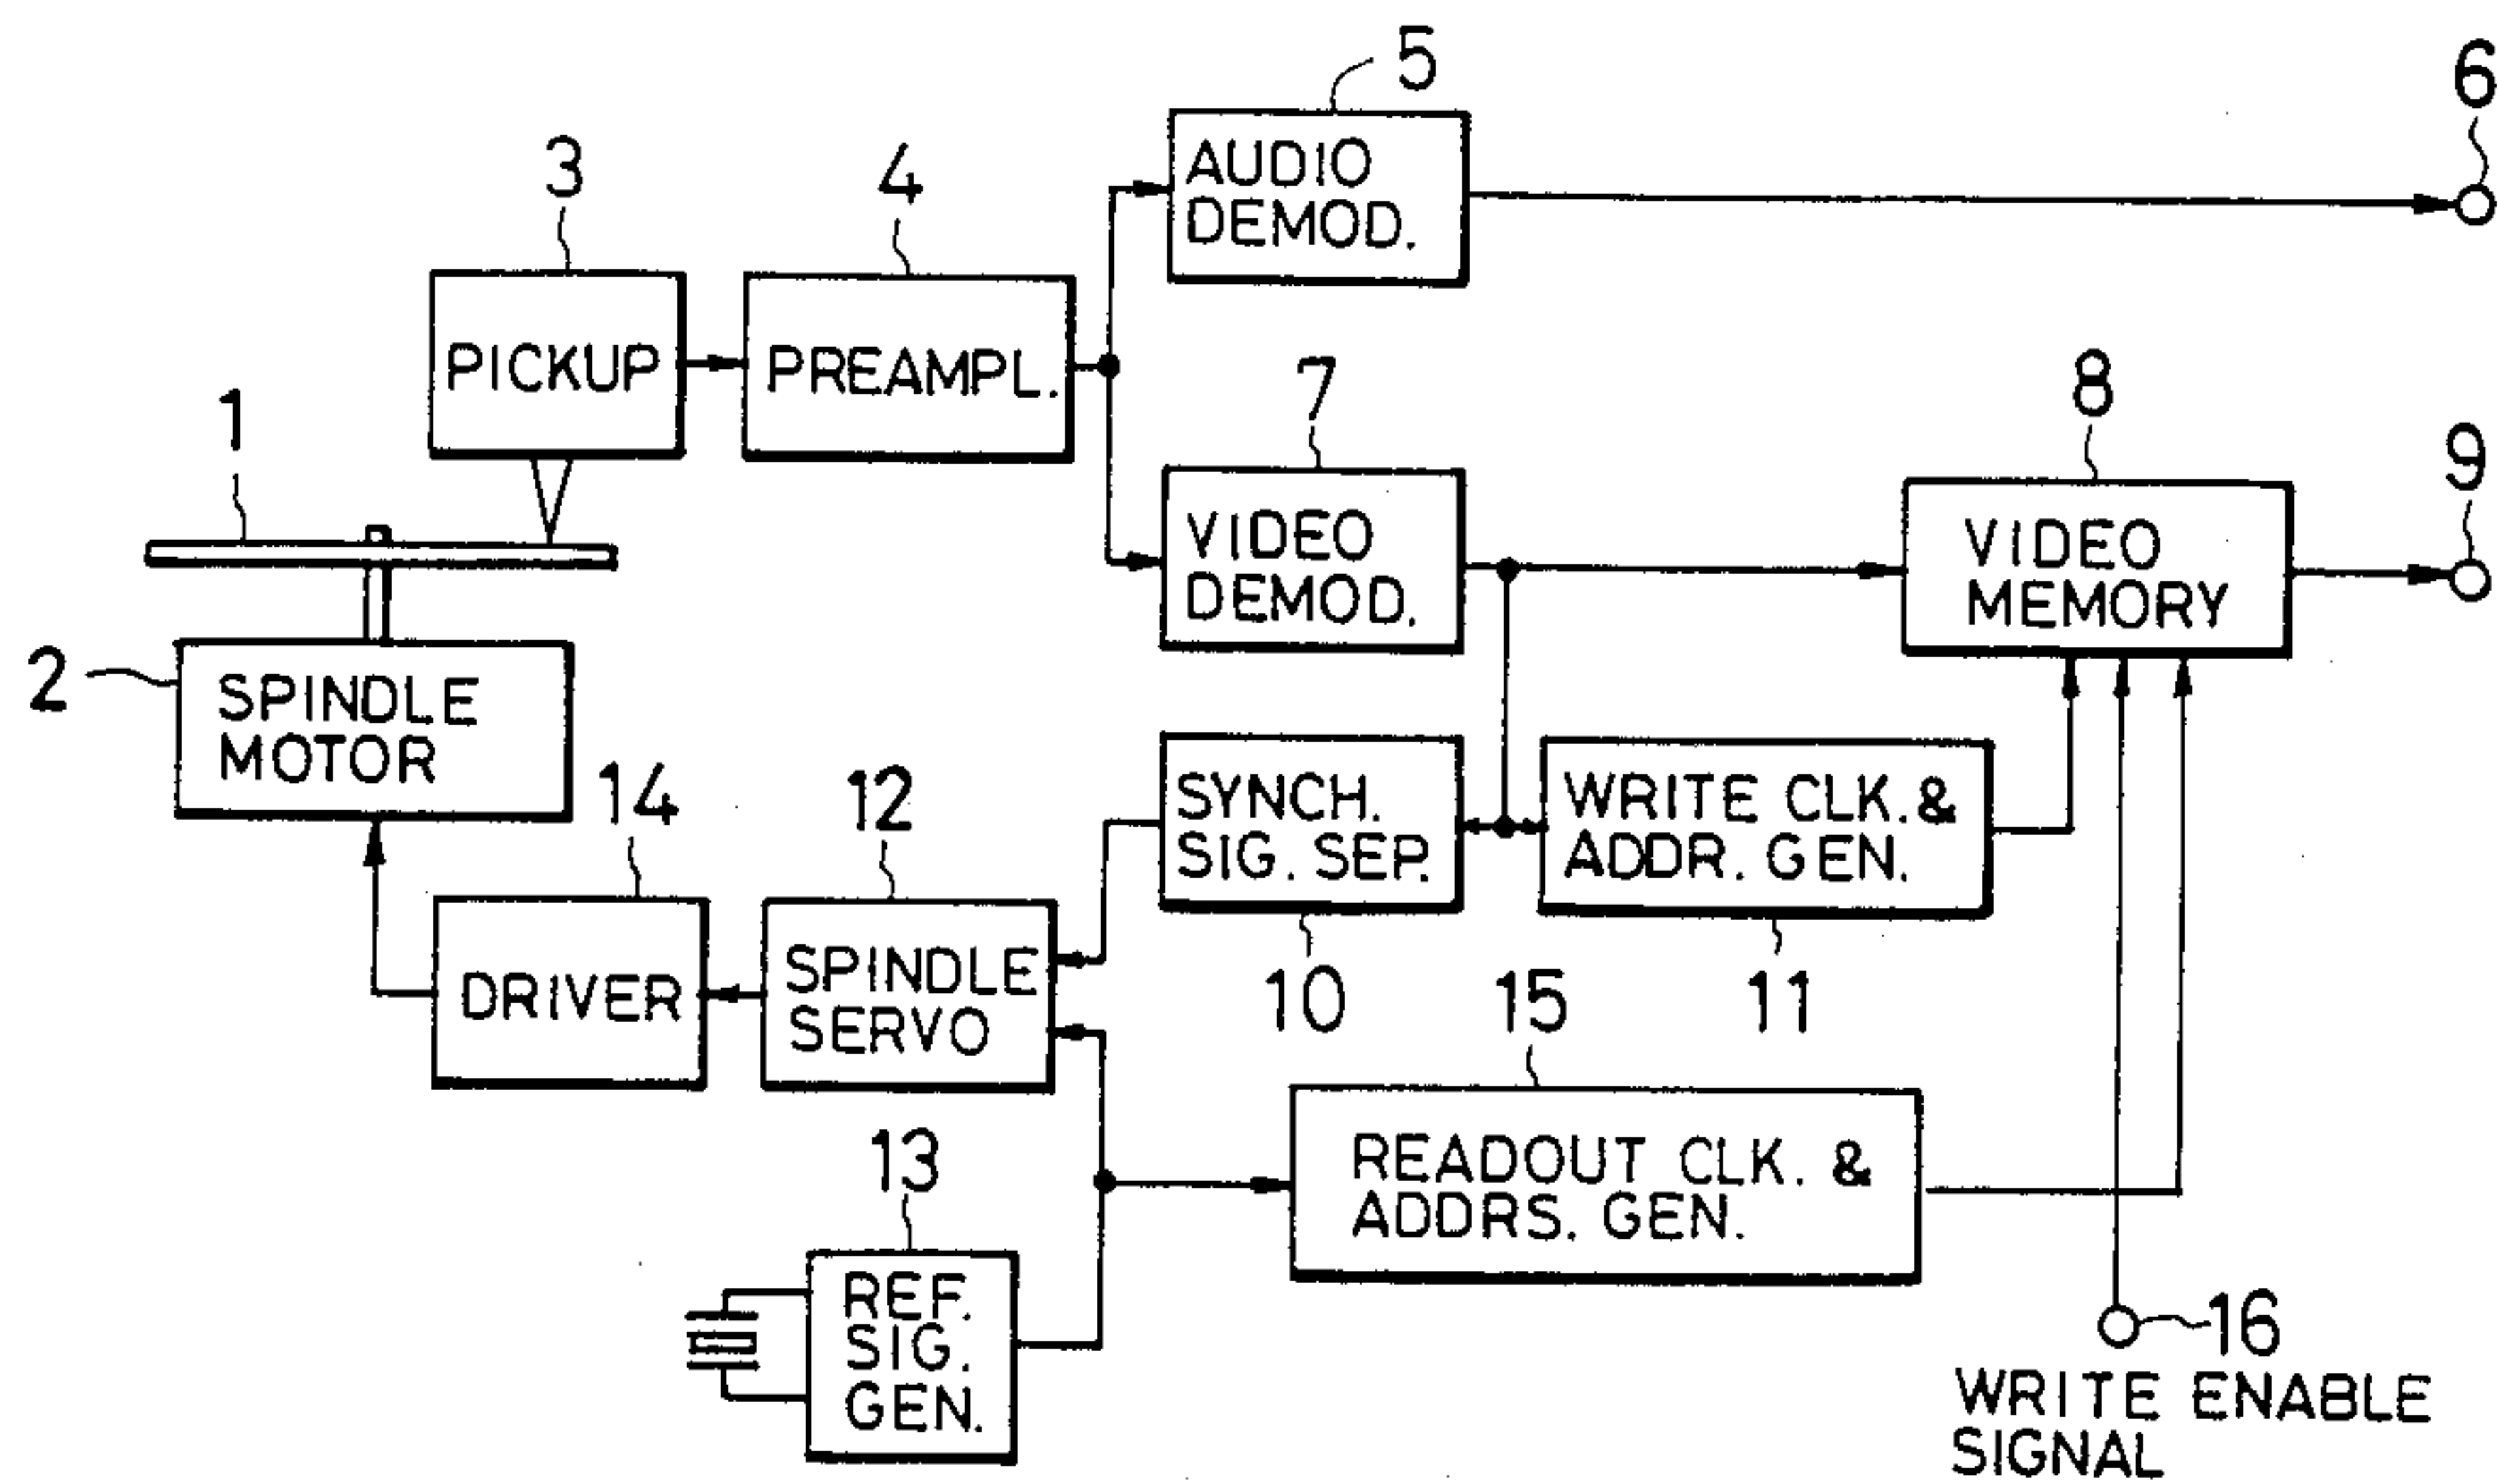 5
6
AUDIO
DEMOD.
3
4
PICKUP
PREAMPL.
1
7
8
9
VIDEO
DEMOD.
VIDEO
MEMORY
2
SPINDLE
MOTOR
14
12
SYNCH.
SIG. SEP.
WRITE CLK. &
ADDR. GEN.
10
15
11
DRIVER
SPINDLE
SERVO
13
READOUT CLK. &
ADDRS. GEN.
REF.
SIG.
GEN.
16
WRITE ENABLE
SIGNAL